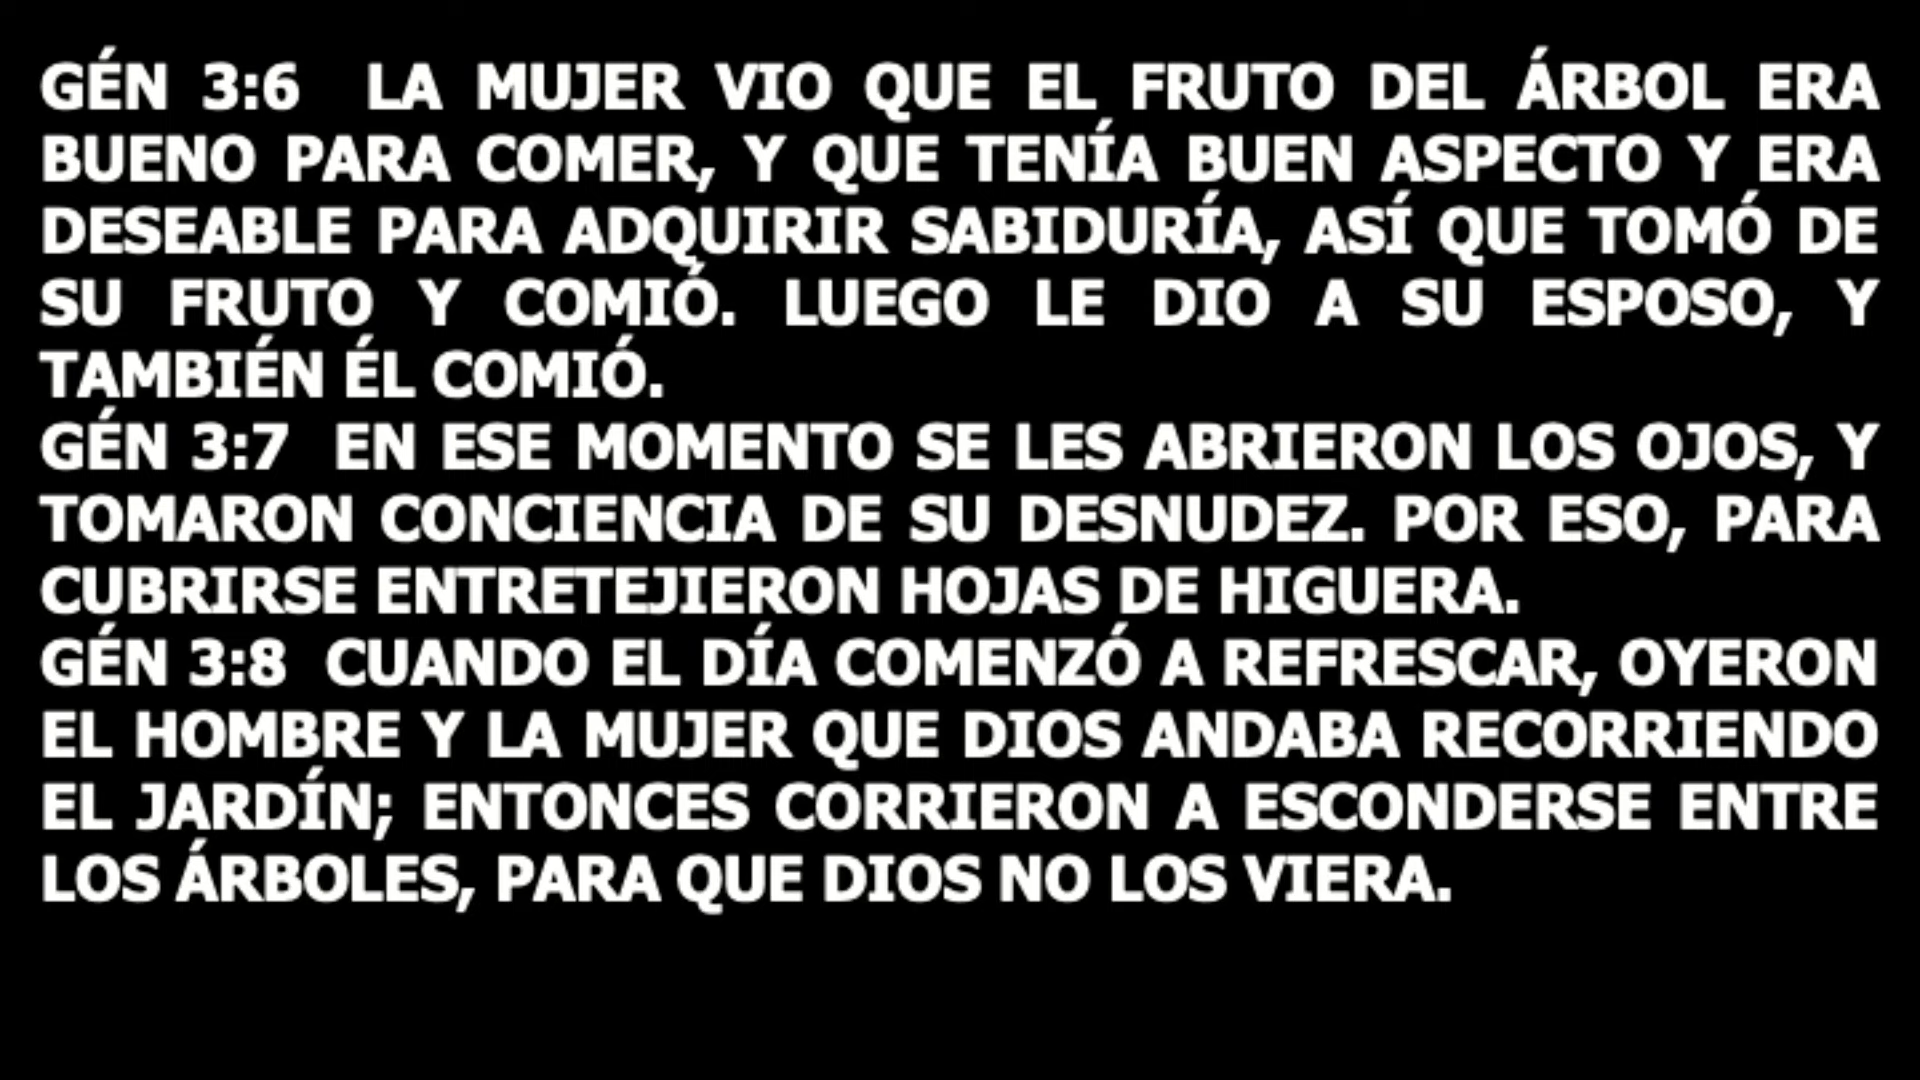 GÉN 3:6 LA MUJER VIO QUE EL FRUTO DEL ÁRBOL ERA
BUENO PARA COMER, Y QUE TENÍA BUEN ASPECTO Y ERA
DESEABLE PARA ADQUIRIR SABIDURÍA, ASÍ QUE TOMÓ DE
SU FRUTO Y COMIÓ. LUEGO LE DIO A SU ESPOSO, Y
TAMBIÉN ÉL COMIÓ.
GÉN 3:7 EN ESE MOMENTO SE LES ABRIERON LOS OJOS, Y
TOMARON CONCIENCIA DE SU DESNUDEZ. POR ESO, PARA
CUBRIRSE ENTRETEJIERON HOJAS DE HIGUERA.
GÉN 3:8 CUANDO EL DÍA COMENZÓ A REFRESCAR, OYERON
EL HOMBRE Y LA MUJER QUE DIOS ANDABA RECORRIENDO
EL JARDÍN; ENTONCES CORRIERON A ESCONDERSE ENTRE
LOS ÁRBOLES, PARA QUE DIOS NO LOS VIERA.